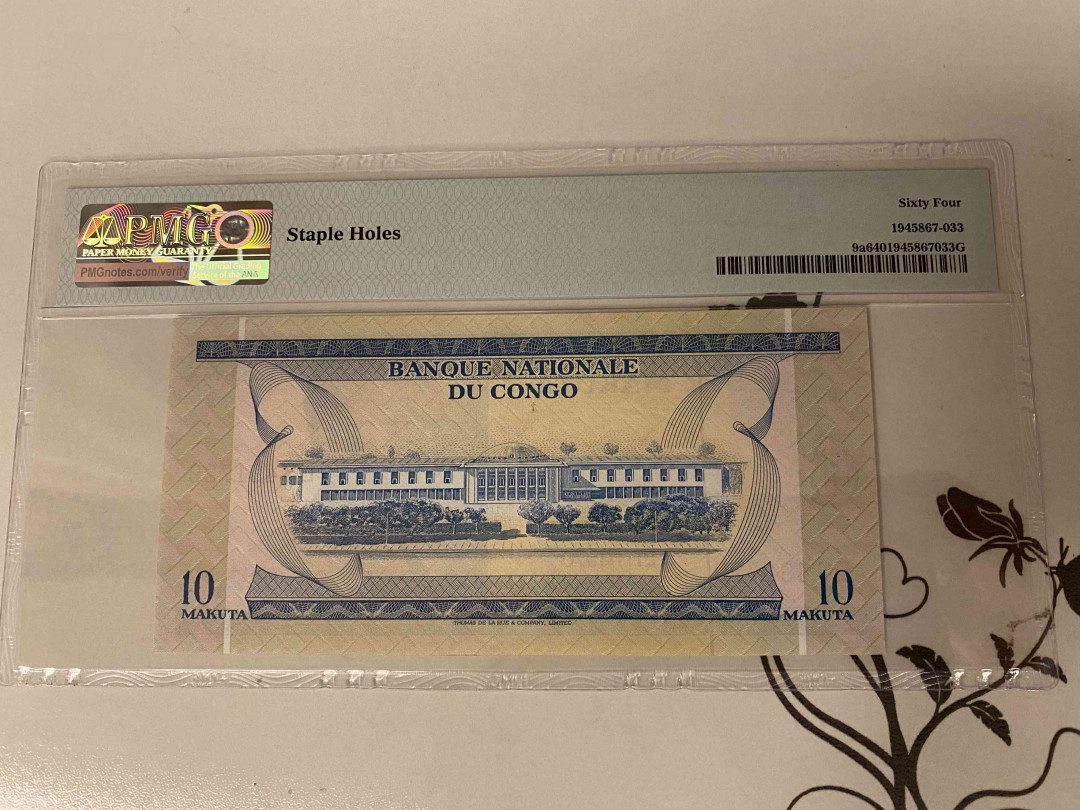 PMG
PAPER MONEY GUARANTY
PMGnotes.com/verify
Staple Holes
Sixty Four
1945867-033
9a6401945867033G
BANQUE NATIONALE
DU CONGO
10
MAKUTA
10
MAKUTA
THOMAS DE LA RUE & COMPANY, LIMITED